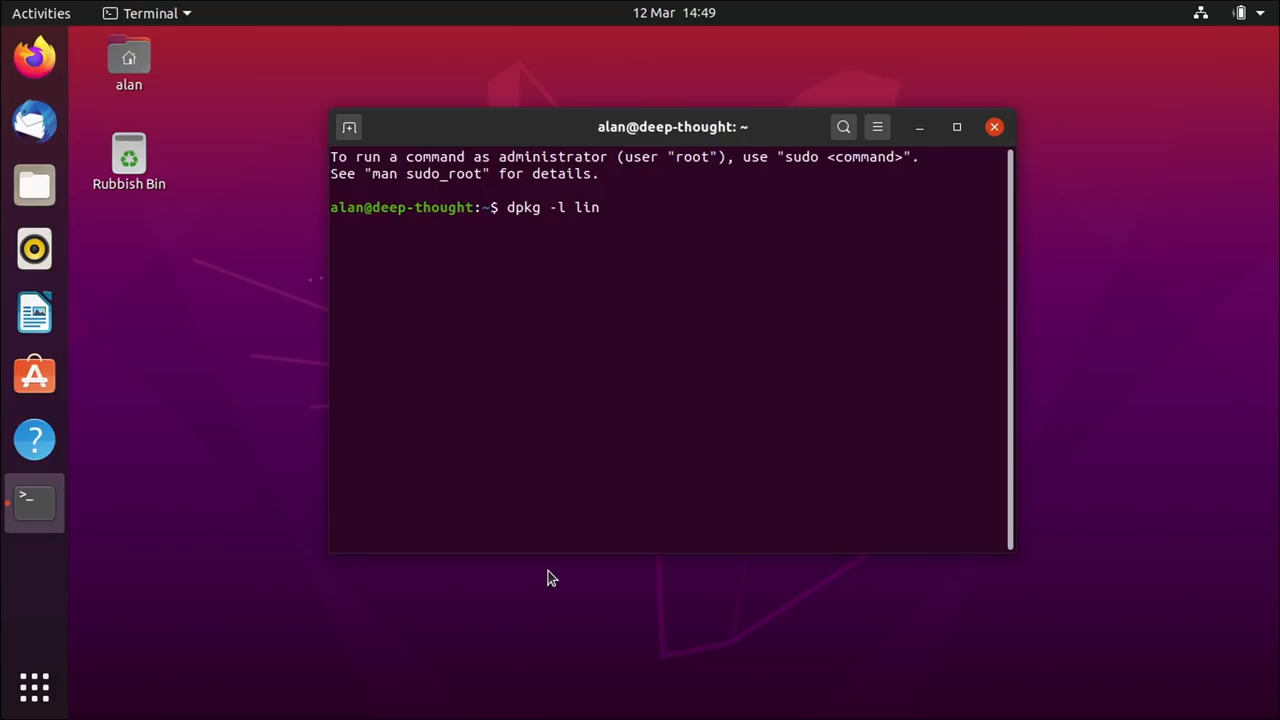 Activities
Terminal
12 Mar 14:49
alan
Rubbish Bin
alan@deep-thought: ~
To run a command as administrator (user "root"), use "sudo <command>".
See "man sudo_root" for details.
alan@deep-thought:~$ dpkg -l lin